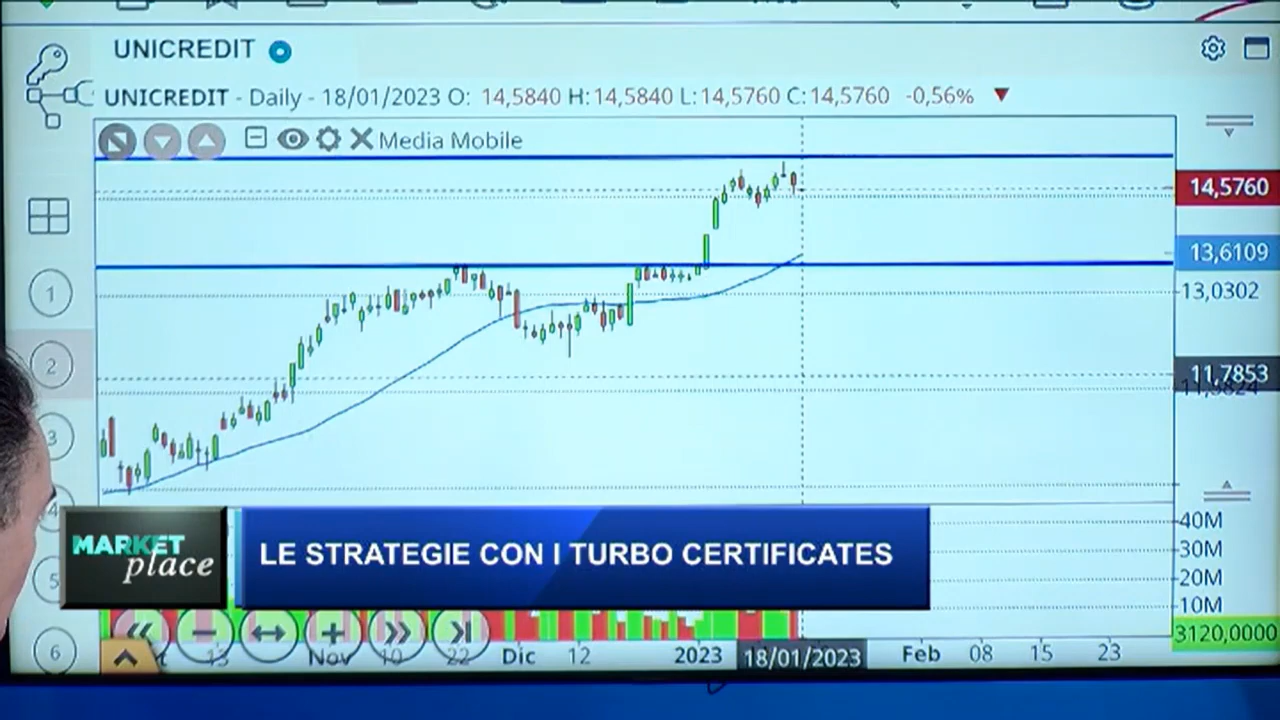 UNICREDIT
UNICREDIT - Daily - 18/01/2023 O: 14,5840 H:14,5840 L:14,5760 C:14,5760 -0,56%
Media Mobile
14,5760
13,6109
13,0302
11,7853
1
2
3
4
5
6
MARKET place
LE STRATEGIE CON I TURBO CERTIFICATES
40M
30M
20M
10M
3120,0000
13 Nov 10 22 Dic 12 2023 18/01/2023 Feb 08 15 23